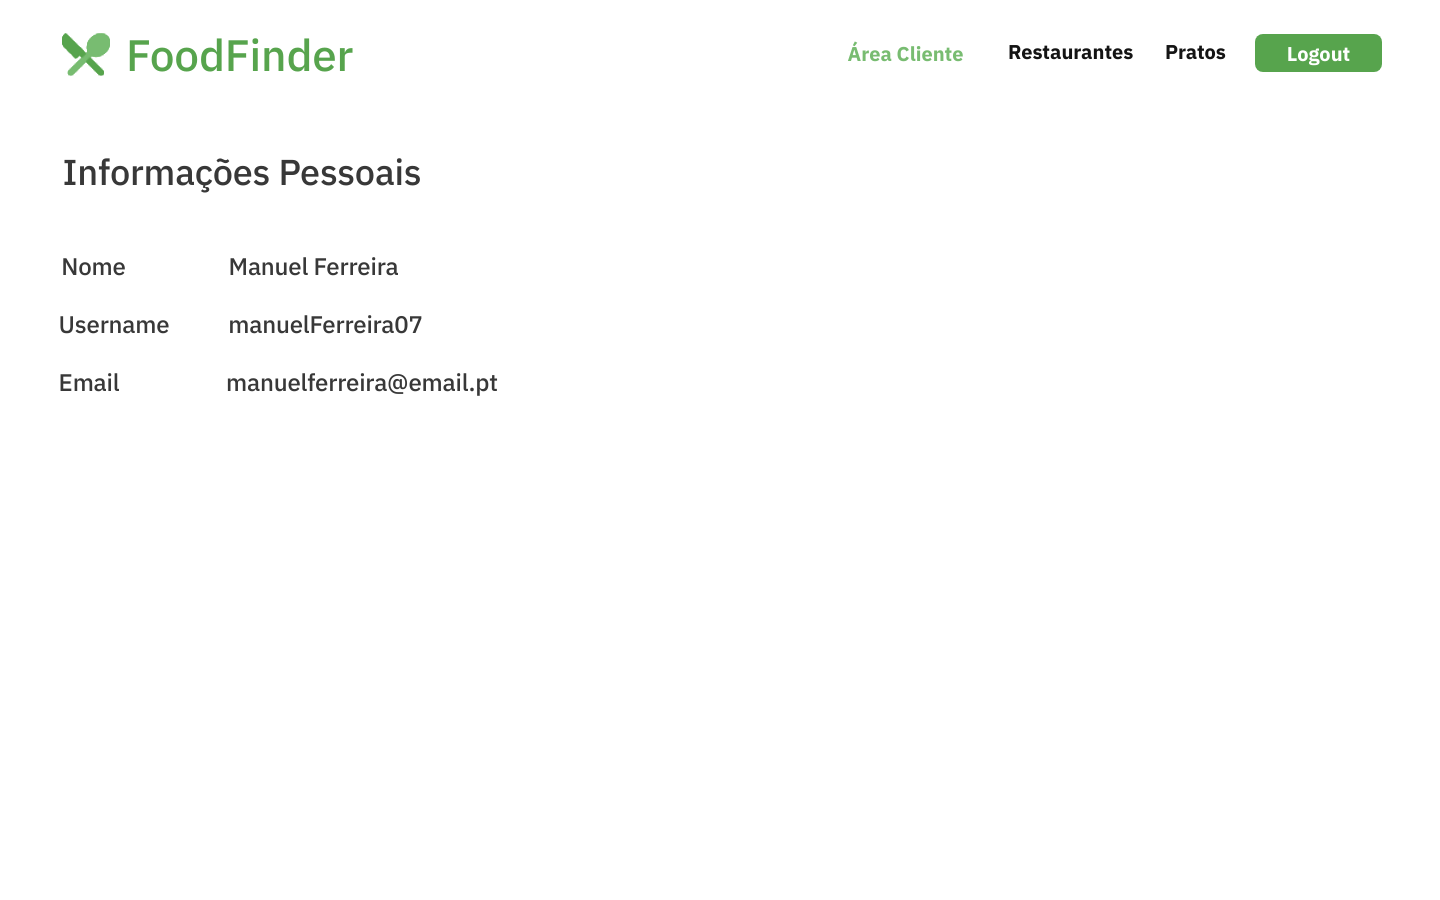 FoodFinder
Área Cliente Restaurantes Pratos Logout
Informações Pessoais
Nome Manuel Ferreira
Username manuelFerreira07
Email manuelferreira@email.pt